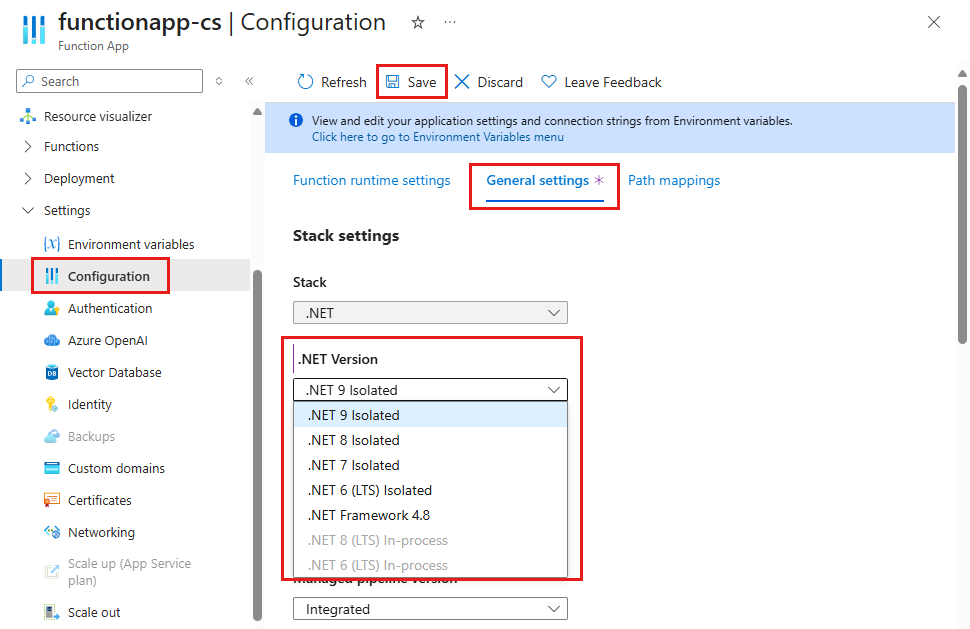 functionapp-cs | Configuration
Function App
Search
Resource visualizer
Functions
Deployment
Settings
Environment variables
Configuration
Authentication
Azure OpenAI
Vector Database
Identity
Backups
Custom domains
Certificates
Networking
Scale up (App Service
plan)
Scale out
Refresh
Save
Discard
Leave Feedback
View and edit your application settings and connection strings from Environment variables.
Click here to go to Environment Variables menu
Function runtime settings
General settings *
Path mappings
Stack settings
Stack
.NET
.NET Version
.NET 9 Isolated
.NET 9 Isolated
.NET 8 Isolated
.NET 7 Isolated
.NET 6 (LTS) Isolated
.NET Framework 4.8
.NET 8 (LTS) In-process
.NET 6 (LTS) In-process
Managed pipeline version
Integrated